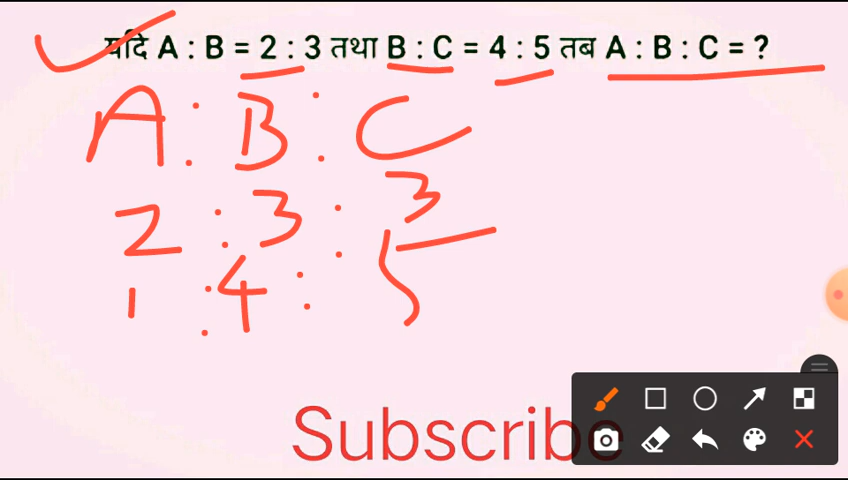 यदि A : B = 2 : 3 तथा B : C = 4 : 5 तब A : B : C = ?
A : B : C
2 : 3 : 3
1 : 4 : 5
Subscribe